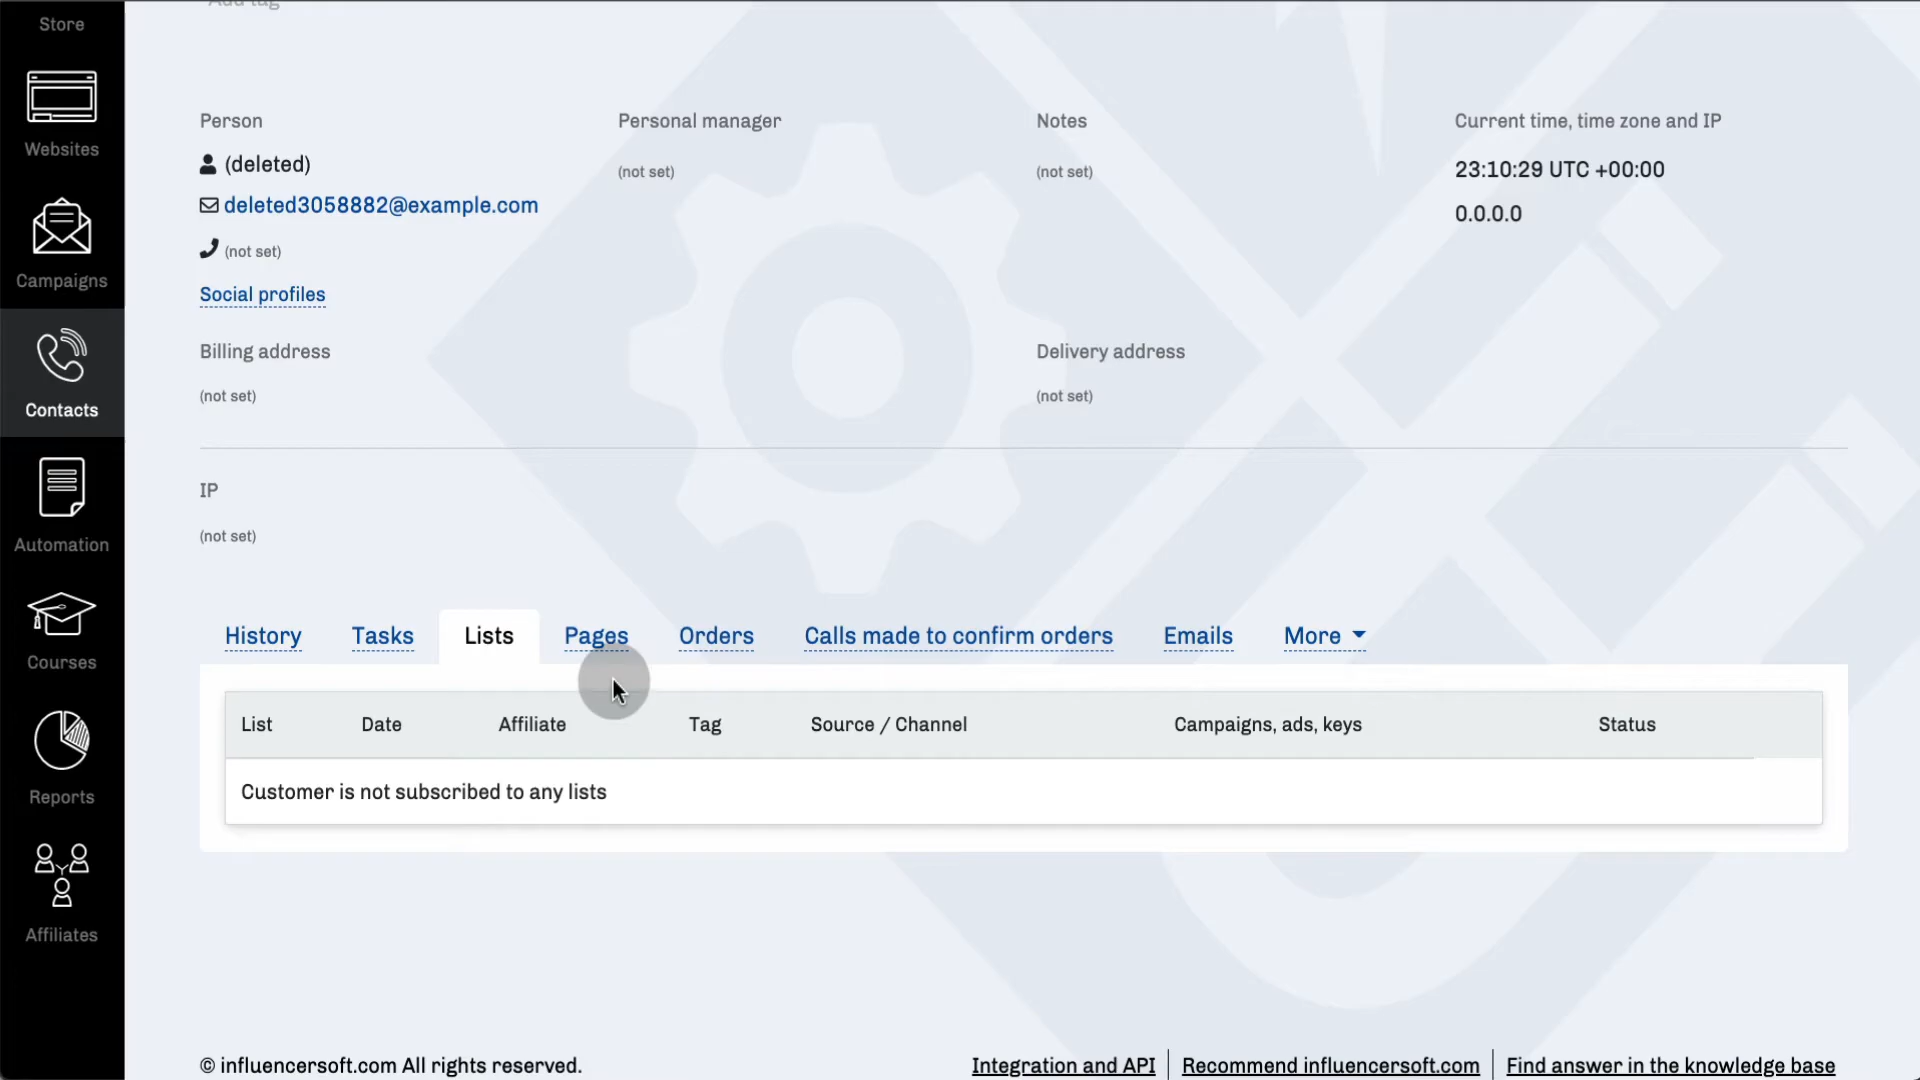 Add tag
Store
Websites
Campaigns
Contacts
Automation
Courses
Reports
Affiliates
Person
(deleted)
deleted3058882@example.com
(not set)
Social profiles
Personal manager
(not set)
Notes
(not set)
Current time, time zone and IP
23:10:29 UTC +00:00
0.0.0.0
Billing address
(not set)
Delivery address
(not set)
IP
(not set)
History Tasks Lists Pages Orders Calls made to confirm orders Emails More
List Date Affiliate Tag Source / Channel Campaigns, ads, keys Status
Customer is not subscribed to any lists
© influencersoft.com All rights reserved.
Integration and API Recommend influencersoft.com Find answer in the knowledge base